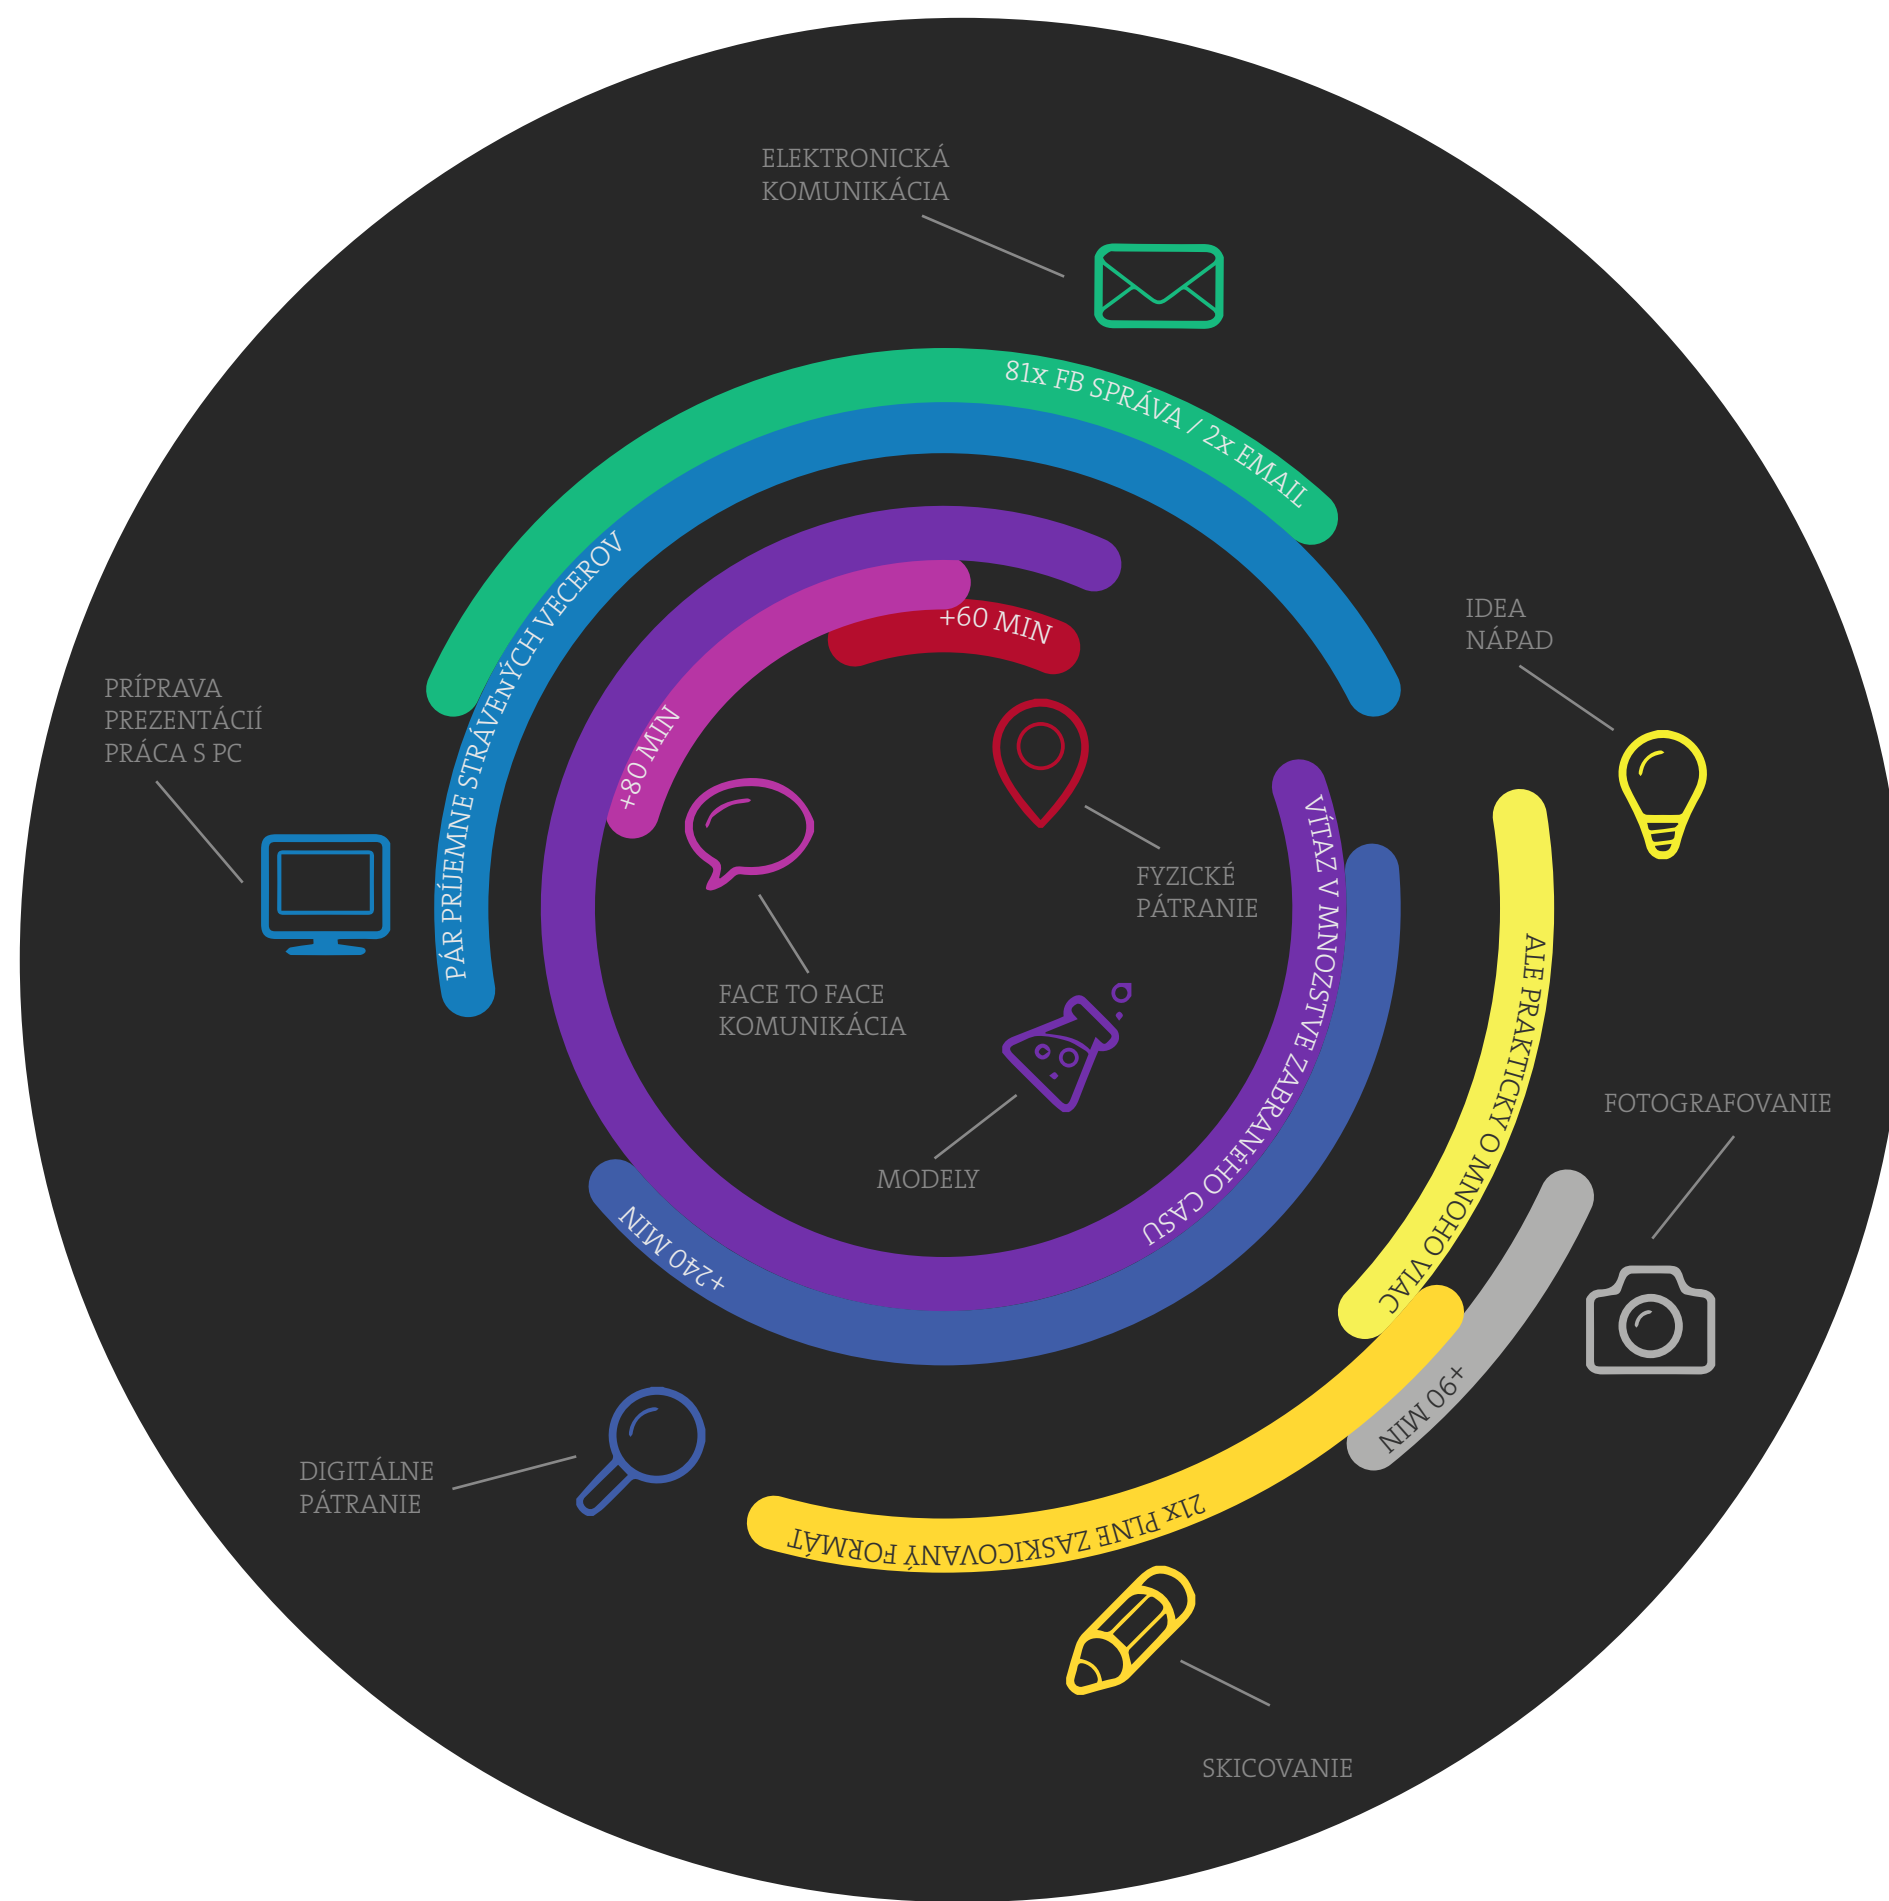 ELEKTRONICKÁ
KOMUNIKÁCIA
81x FB SPRÁVA / 2x EMAIL
PÁR PRÍJEMNE STRÁVENÝCH VECEROV
+60 MIN
+80 MIN
IDEA
NÁPAD
PRÍPRAVA
PREZENTÁCIÍ
PRÁCA S PC
FYZICKÉ
PÁTRANIE
VÍTAZ V MNOZSTVE ZABRANÉHO CASU
FACE TO FACE
KOMUNIKÁCIA
ALE PRAKTICKY O MNOHO VIAC
MODELY
FOTOGRAFOVANIE
+240 MIN
+90 MIN
DIGITÁLNE
PÁTRANIE
21x PLNE ZASKICOVANÝ FORMÁT
SKICOVANIE